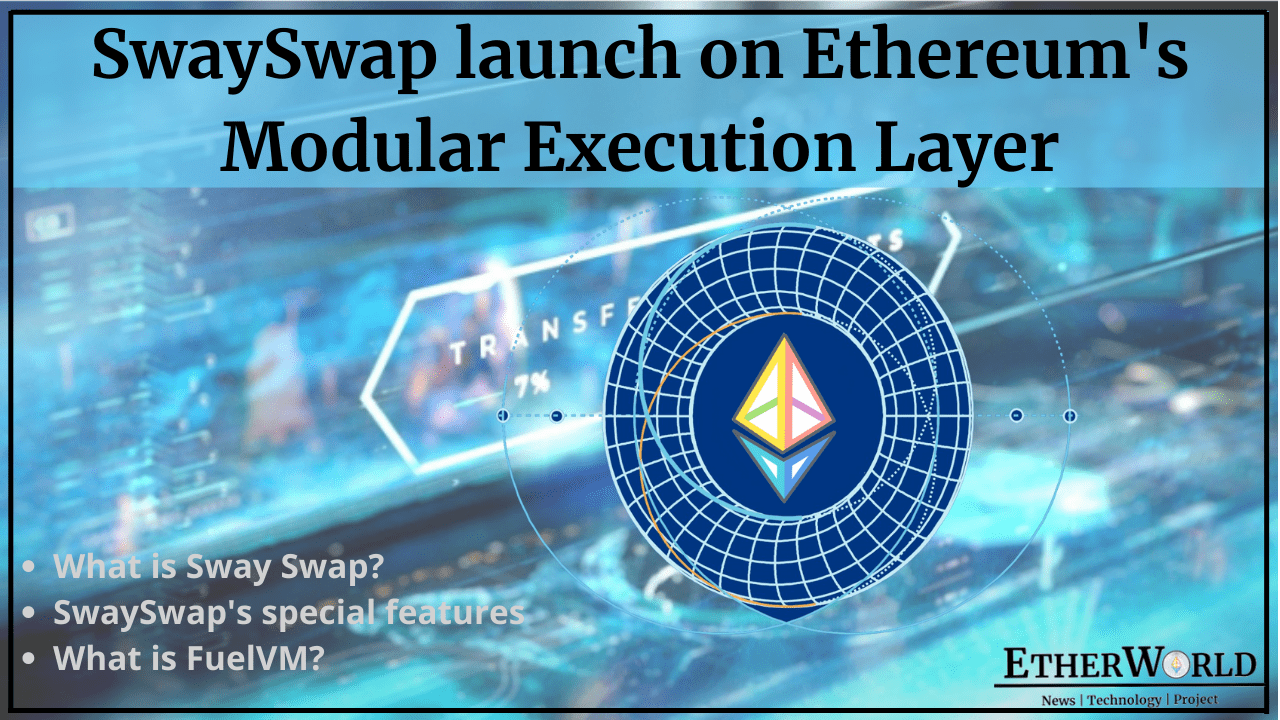 SwaySwap launch on Ethereum's
Modular Execution Layer
TRANSFE
7%
• What is Sway Swap?
• SwaySwap's special features
• What is FuelVM?
ETHERWORLD
News | Technology | Project